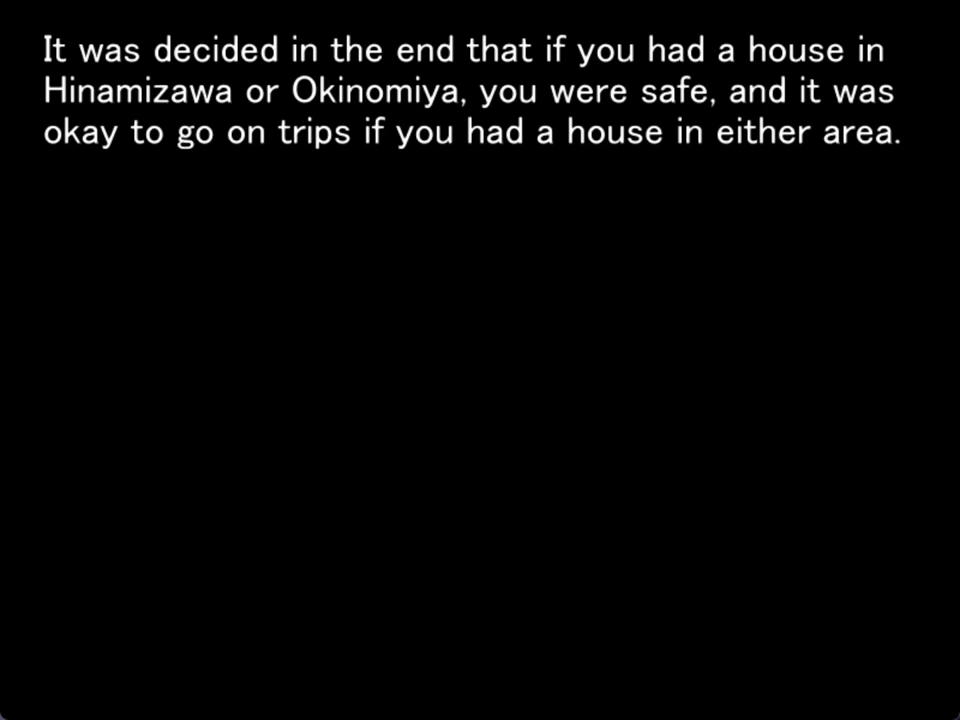 It was decided in the end that if you had a house in
Hinamizawa or Okinomiya, you were safe, and it was
okay to go on trips if you had a house in either area.